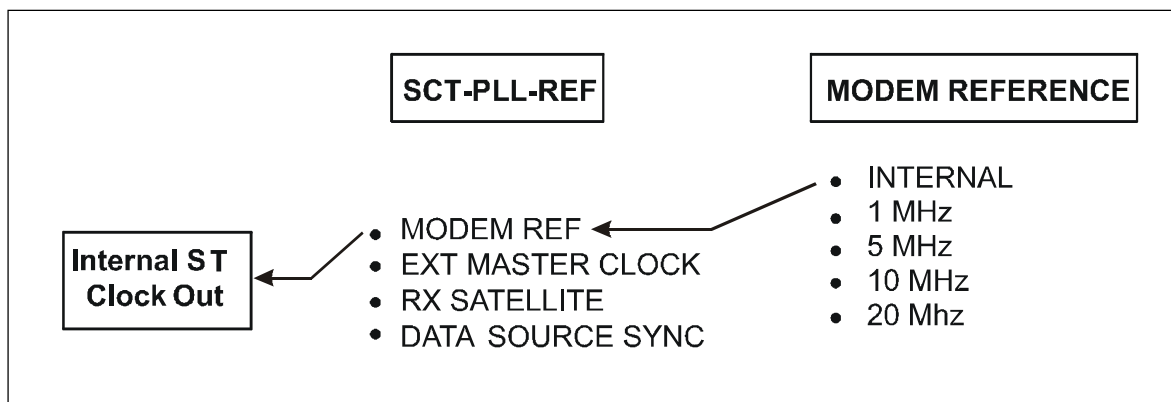 SCT-PLL-REF
MODEM REFERENCE
Internal ST
Clock Out
• MODEM REF
• EXT MASTER CLOCK
• RX SATELLITE
• DATA SOURCE SYNC
• INTERNAL
• 1 MHz
• 5 MHz
• 10 MHz
• 20 Mhz